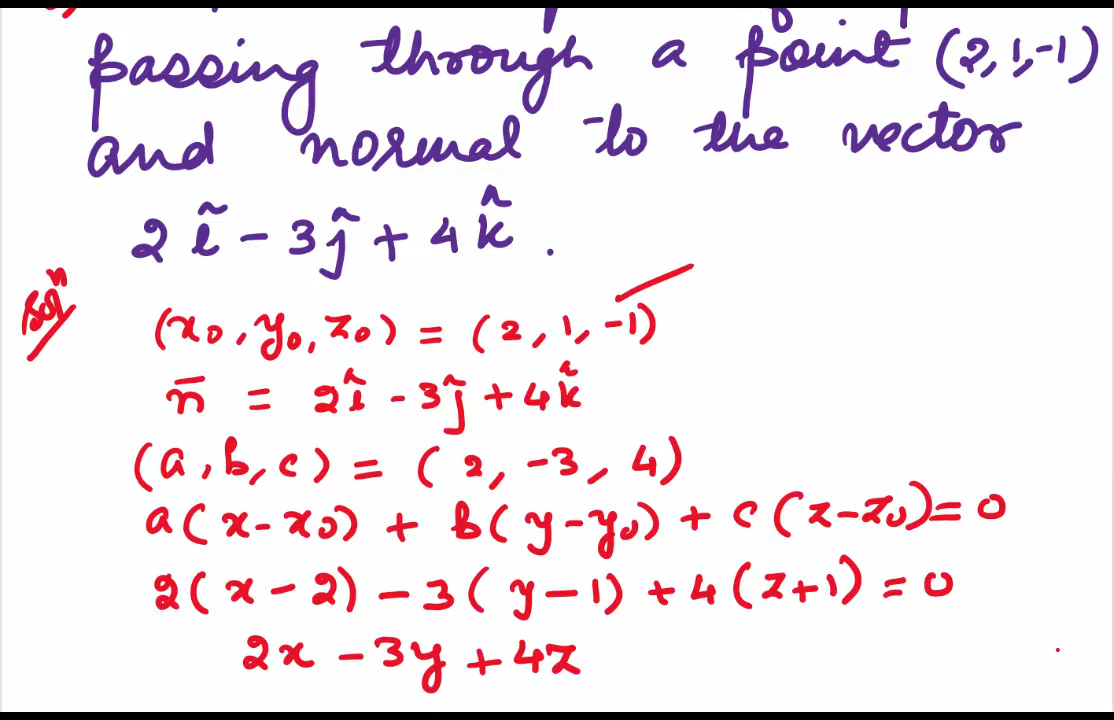 passing through a point (2, 1, -1)
and normal to the vector
2î - 3ĵ + 4k̂ .
Solⁿ
(x₀, y₀, z₀) = (2, 1, -1)
n̅ = 2î - 3ĵ + 4k̂
(a, b, c) = (2, -3, 4)
a(x-x₀) + b(y-y₀) + c(z-z₀) = 0
2(x-2) - 3(y-1) + 4(z+1) = 0
2x - 3y + 4z